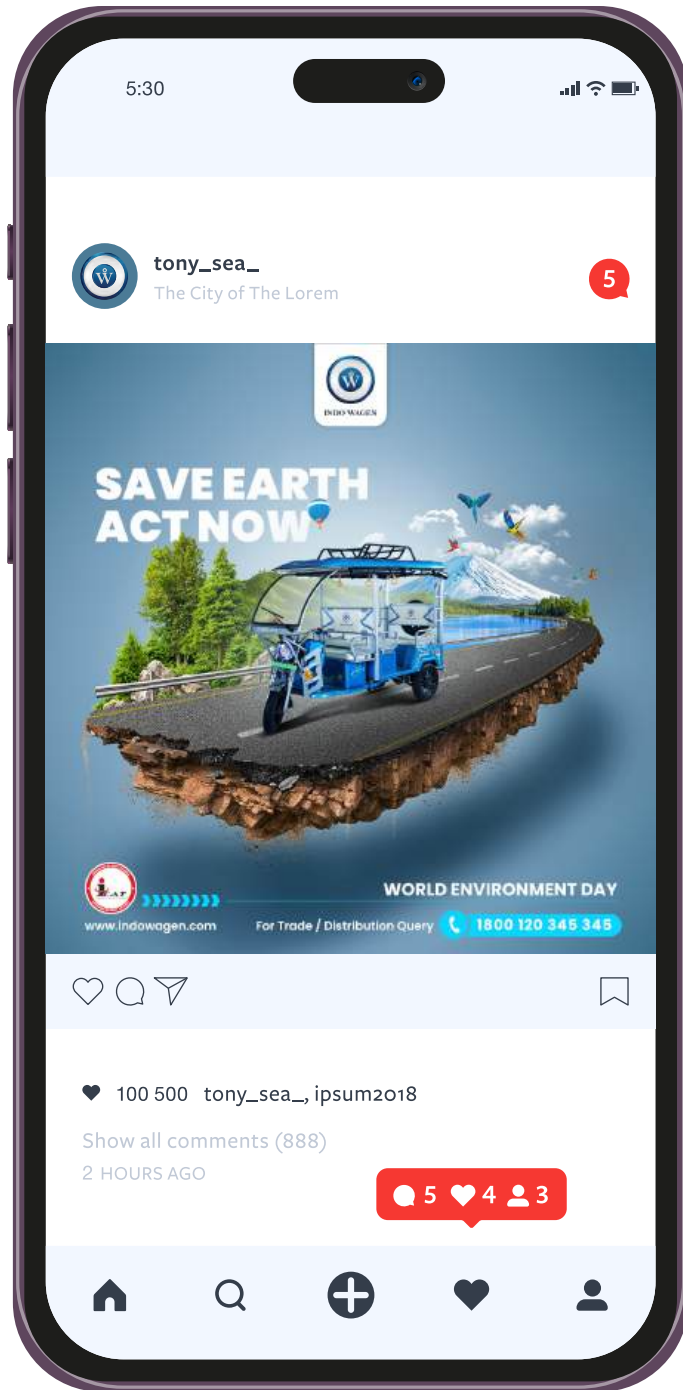 5:30
tony_sea_
The City of The Lorem
5
W
INDO WAGEN
SAVE EARTH
ACT NOW
WORLD ENVIRONMENT DAY
www.indowagen.com
For Trade / Distribution Query
1800 120 345 345
100 500 tony_sea_, ipsum2018
Show all comments (888)
2 HOURS AGO
5 4 3